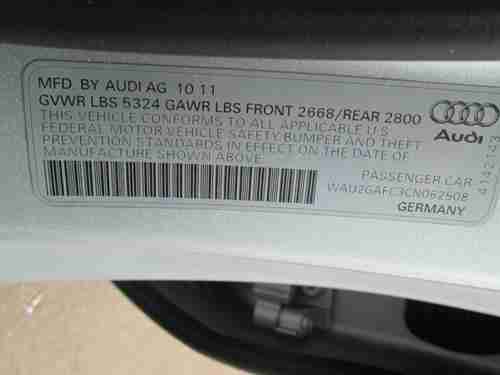 MFD. BY AUDI AG 10 11
GVWR LBS 5324 GAWR LBS FRONT 2668/REAR 2800
THIS VEHICLE CONFORMS TO ALL APPLICABLE U.S.
FEDERAL MOTOR VEHICLE SAFETY, BUMPER AND THEFT
PREVENTION STANDARDS IN EFFECT ON THE DATE OF
MANUFACTURE SHOWN ABOVE.
Audi
PASSENGER CAR
WAU2GAFC3CN062508
GERMANY